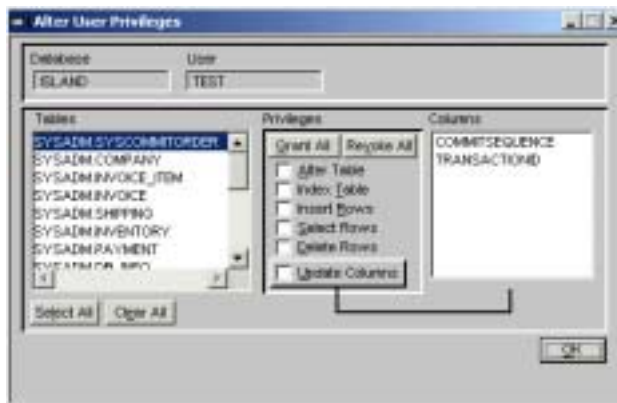 Alter User Privileges
Database
User
ISLAND
TEST
Tables
Privileges
Columns
SYSADM.SYSCOMMITORDER
SYSADM.COMPANY
SYSADM.INVOICE_ITEM
SYSADM.INVOICE
SYSADM.SHIPPING
SYSADM.INVENTORY
SYSADM.PAYMENT
SYSADM.DB_INFO
Grant All
Revoke All
Alter Table
Index Table
Insert Rows
Select Rows
Delete Rows
Update Columns
COMMITSEQUENCE
TRANSACTIONID
Select All
Clear All
OK